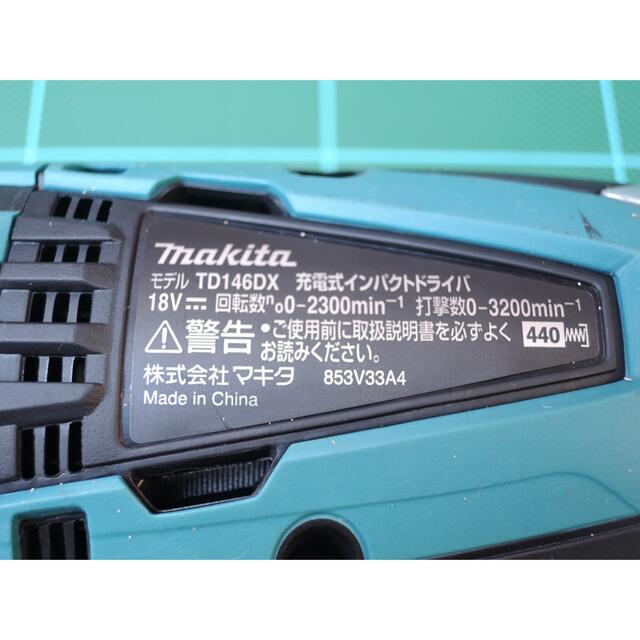 makita
モデル TD146DX 充電式インパクトドライバ
18V⎓ 回転数n₀0-2300min⁻¹ 打撃数0-3200min⁻¹
⚠警告 •ご使用前に取扱説明書を必ずよくお読みください。 440
株式会社マキタ 853V33A4
Made in China